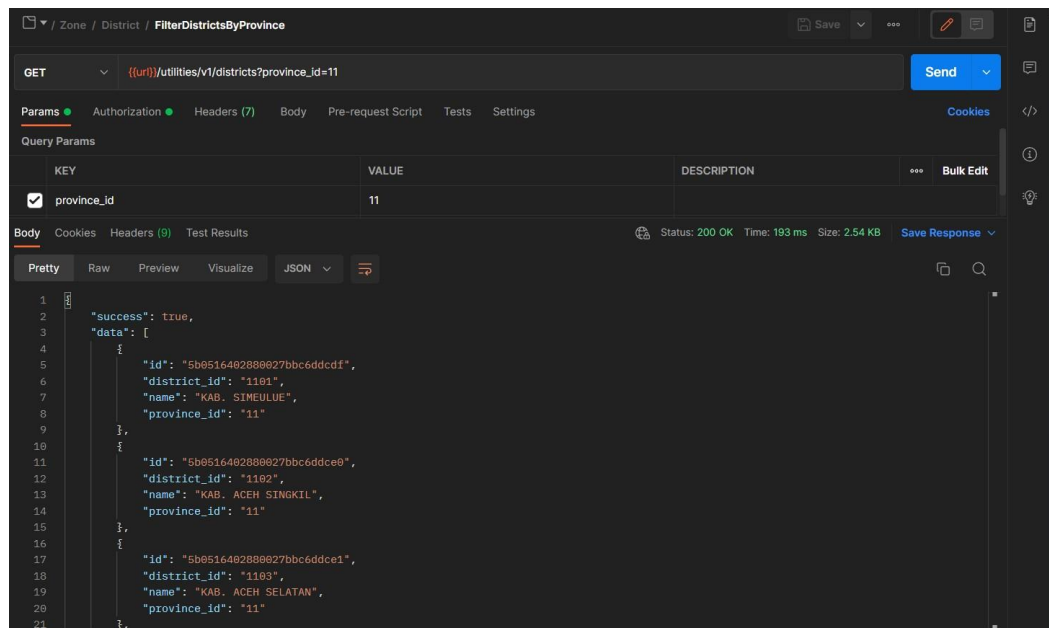 / Zone / District / FilterDistrictsByProvince Save
GET {{url}}/utilities/v1/districts?province_id=11 Send
Params Authorization Headers (7) Body Pre-request Script Tests Settings Cookies
Query Params
KEY VALUE DESCRIPTION Bulk Edit
province_id 11
Body Cookies Headers (9) Test Results Status: 200 OK Time: 193 ms Size: 2.54 KB Save Response
Pretty Raw Preview Visualize JSON
1 {
2 "success": true,
3 "data": [
4 {
5 "id": "5b0516402880027bbc6ddcdf",
6 "district_id": "1101",
7 "name": "KAB. SIMEULUE",
8 "province_id": "11"
9 },
10 {
11 "id": "5b0516402880027bbc6ddce0",
12 "district_id": "1102",
13 "name": "KAB. ACEH SINGKIL",
14 "province_id": "11"
15 },
16 {
17 "id": "5b0516402880027bbc6ddce1",
18 "district_id": "1103",
19 "name": "KAB. ACEH SELATAN",
20 "province_id": "11"
21 },